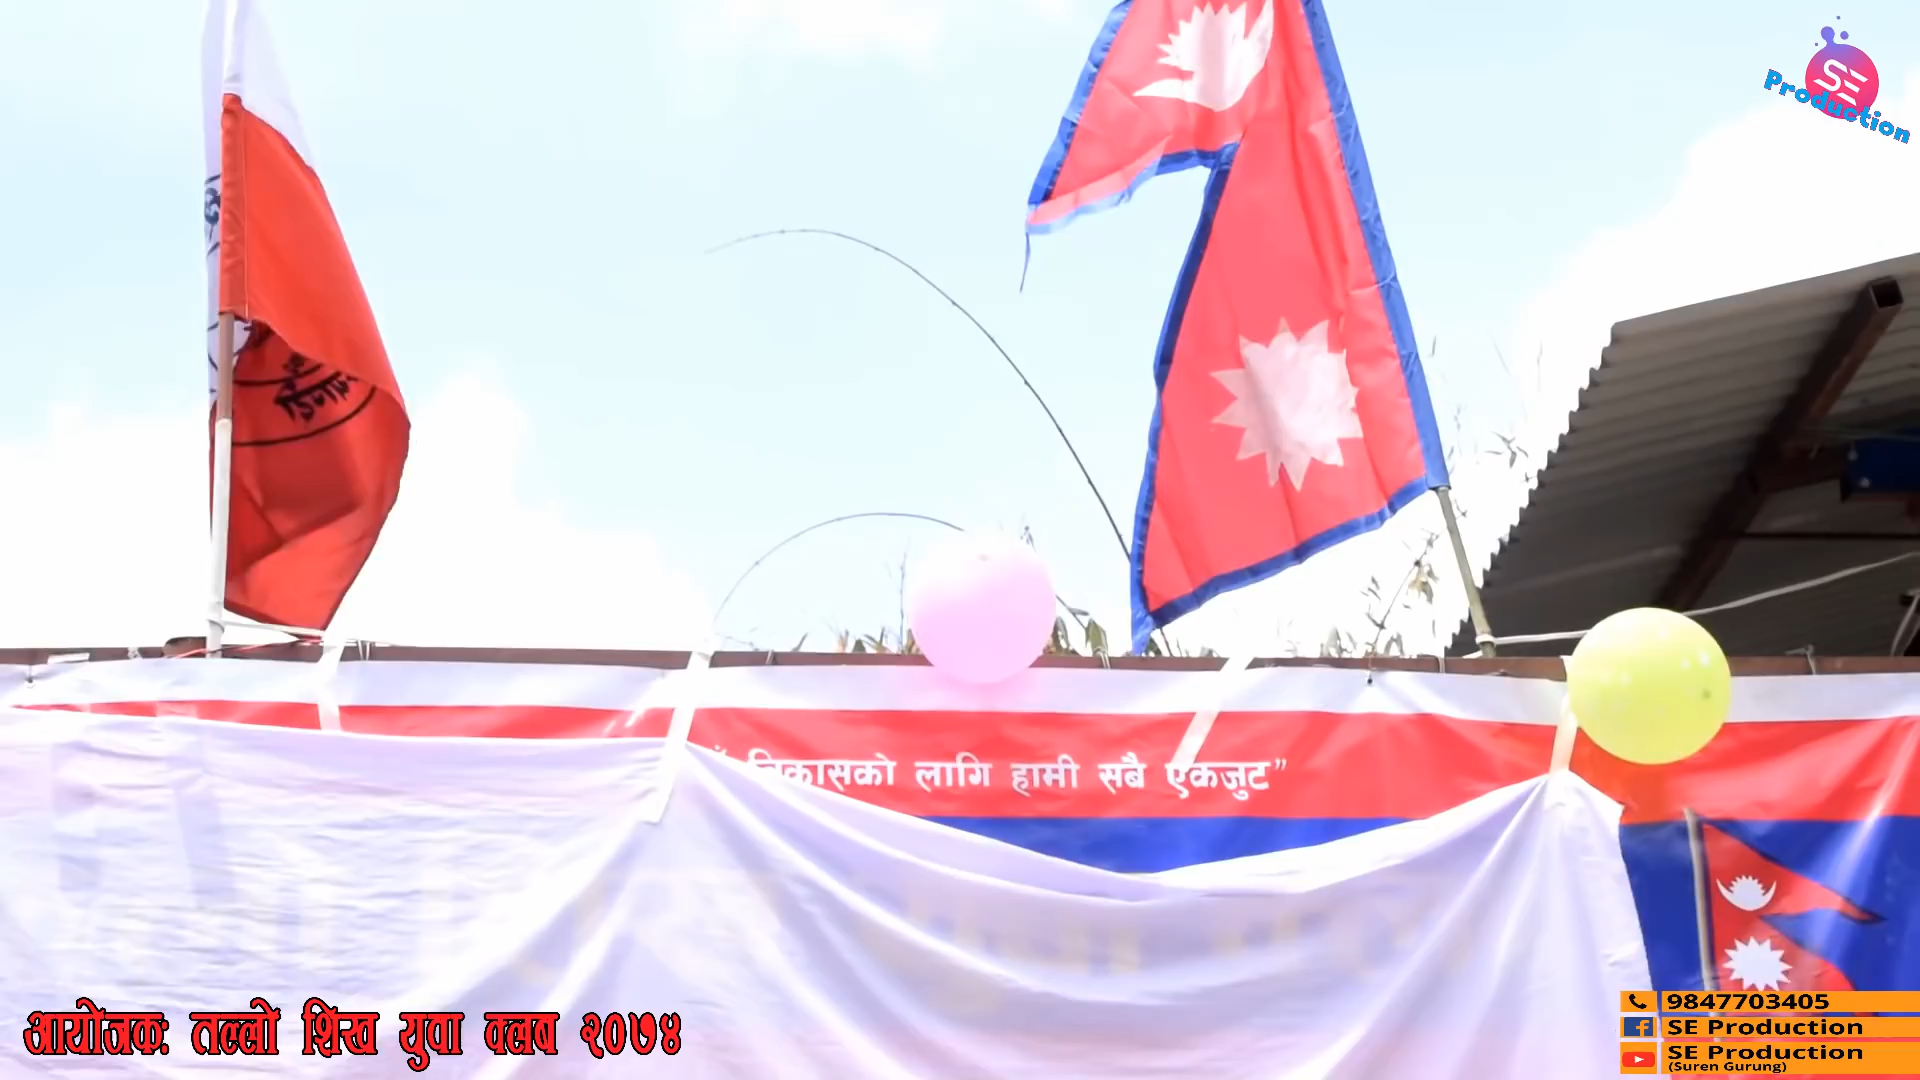 SE
Production
विकासको लागि हामी सबै एकजुट”
आयोजकः तल्लो शिख युवा क्लब २०७४
9847703405
SE Production
SE Production
(Suren Gurung)